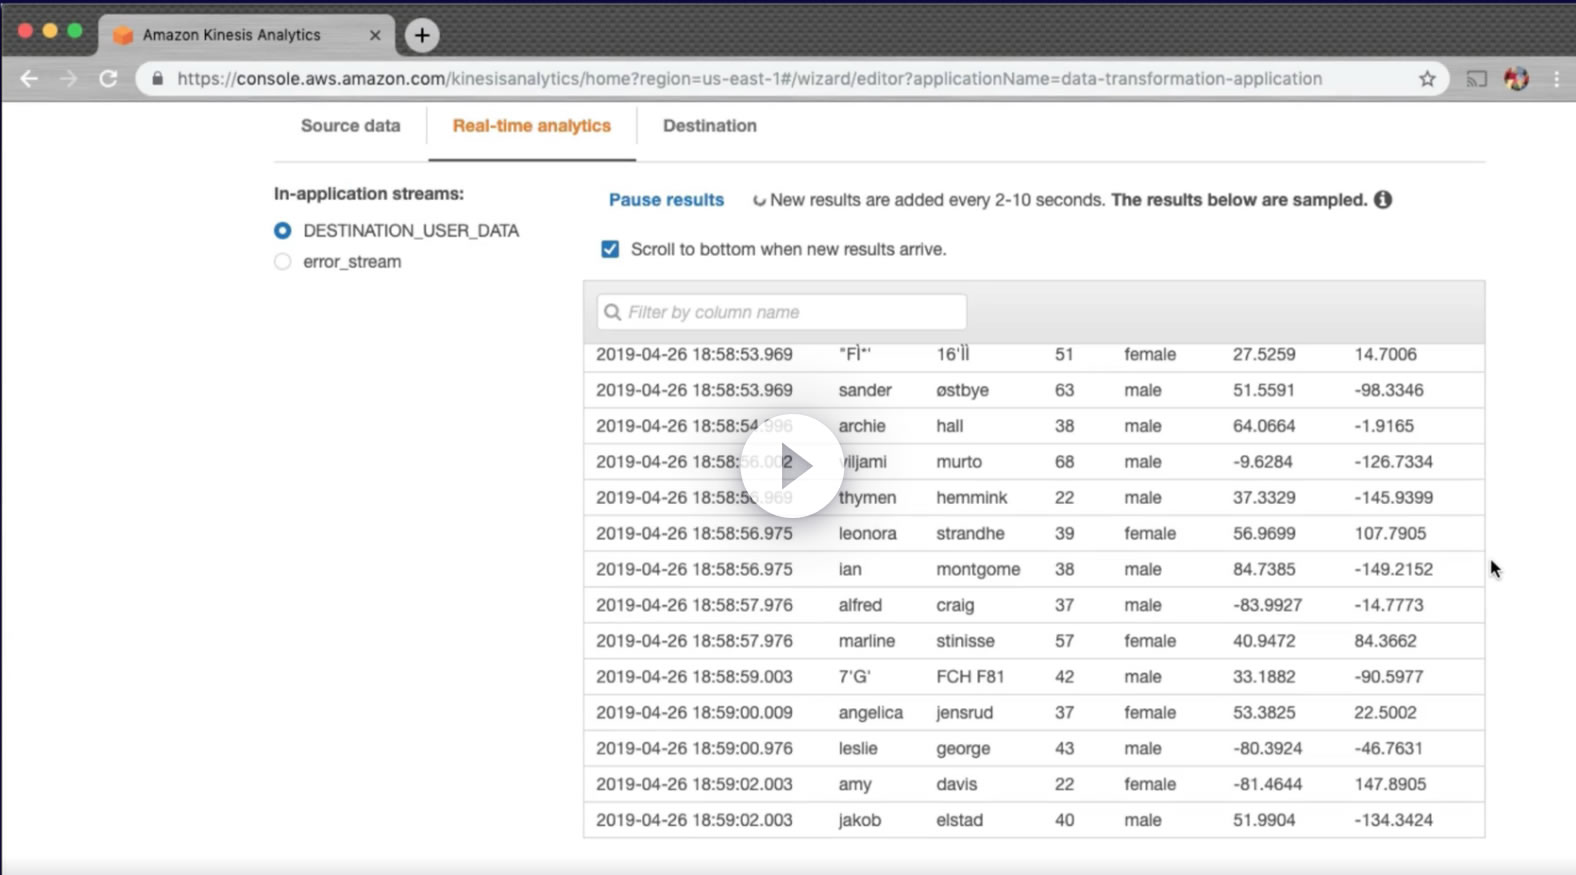 Amazon Kinesis Analytics
https://console.aws.amazon.com/kinesisanalytics/home?region=us-east-1#/wizard/editor?applicationName=data-transformation-application
Source data Real-time analytics Destination
In-application streams:
DESTINATION_USER_DATA
error_stream
Pause results New results are added every 2-10 seconds. The results below are sampled.
Scroll to bottom when new results arrive.
Filter by column name
2019-04-26 18:58:53.969 51 female 27.5259 14.7006
2019-04-26 18:58:53.969 sander østbye 63 male 51.5591 -98.3346
2019-04-26 18:58:54.996 archie hall 38 male 64.0664 -1.9165
2019-04-26 18:58:56.002 viljami murto 68 male -9.6284 -126.7334
2019-04-26 18:58:56.969 thymen hemmink 22 male 37.3329 -145.9399
2019-04-26 18:58:56.975 leonora strandhe 39 female 56.9699 107.7905
2019-04-26 18:58:56.975 ian montgome 38 male 84.7385 -149.2152
2019-04-26 18:58:57.976 alfred craig 37 male -83.9927 -14.7773
2019-04-26 18:58:57.976 marline stinisse 57 female 40.9472 84.3662
2019-04-26 18:58:59.003 7'G' FCH F81 42 male 33.1882 -90.5977
2019-04-26 18:59:00.009 angelica jensrud 37 female 53.3825 22.5002
2019-04-26 18:59:00.976 leslie george 43 male -80.3924 -46.7631
2019-04-26 18:59:02.003 amy davis 22 female -81.4644 147.8905
2019-04-26 18:59:02.003 jakob elstad 40 male 51.9904 -134.3424